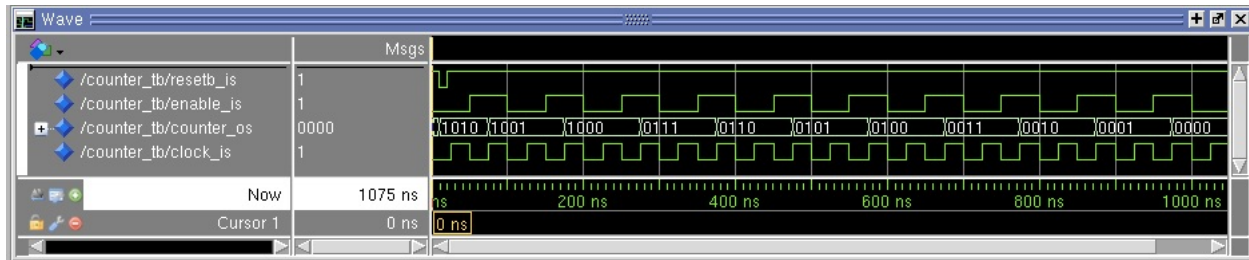 Wave
Msgs
/counter_tb/resetb_is 1
/counter_tb/enable_is 1
/counter_tb/counter_os 0000 1010 1001 1000 0111 0110 0101 0100 0011 0010 0001 0000
/counter_tb/clock_is 1
Now 1075 ns ns 200 ns 400 ns 600 ns 800 ns 1000 ns
Cursor 1 0 ns 0 ns